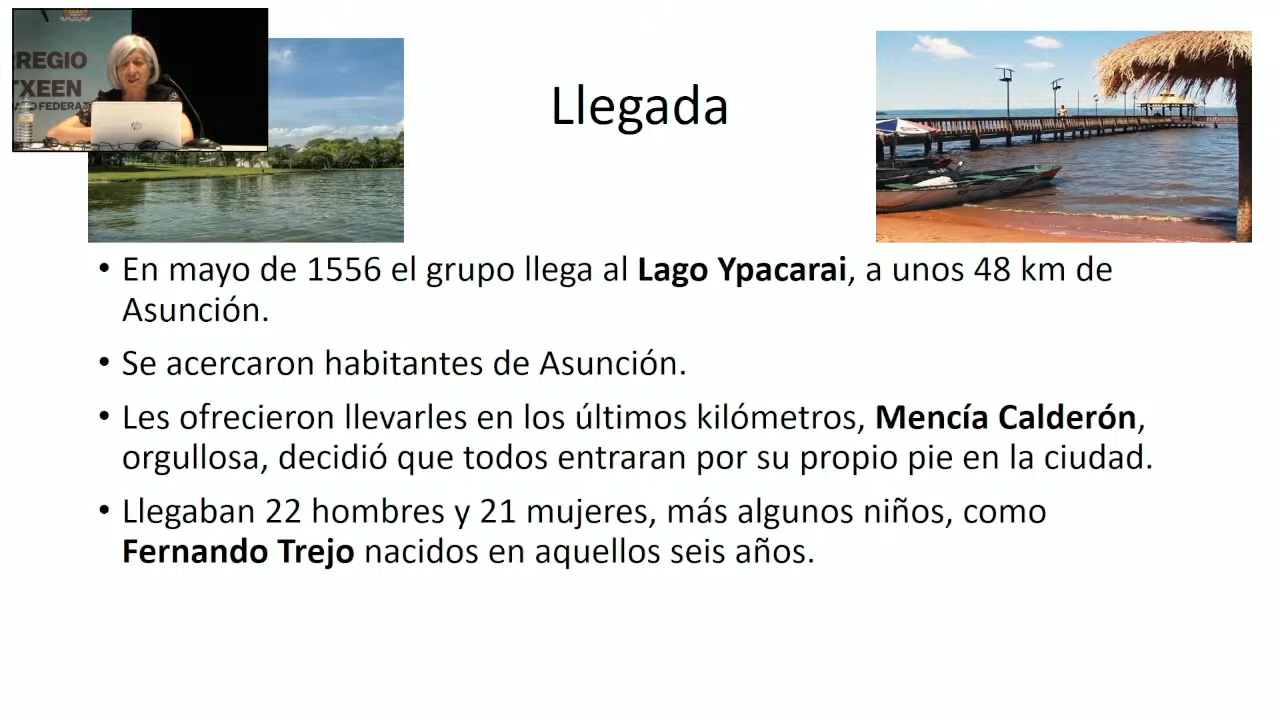 RREGIO
TXEEN
Llegada
• En mayo de 1556 el grupo llega al Lago Ypacarai, a unos 48 km de
Asunción.
• Se acercaron habitantes de Asunción.
• Les ofrecieron llevarles en los últimos kilómetros, Mencía Calderón,
orgullosa, decidió que todos entraran por su propio pie en la ciudad.
• Llegaban 22 hombres y 21 mujeres, más algunos niños, como
Fernando Trejo nacidos en aquellos seis años.